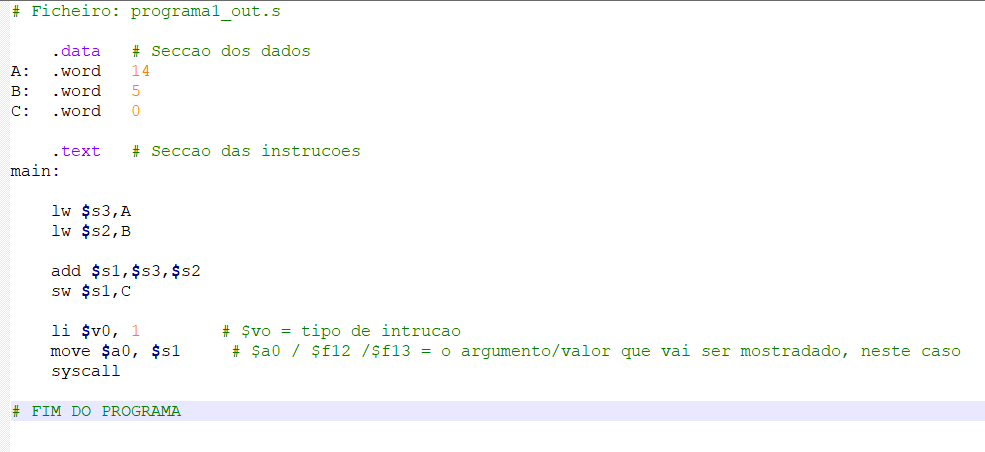 # Ficheiro: programa1_out.s
.data # Seccao dos dados
A: .word 14
B: .word 5
C: .word 0
.text # Seccao das instrucoes
main:
lw $s3,A
lw $s2,B
add $s1,$s3,$s2
sw $s1,C
li $v0, 1 # $vo = tipo de intrucao
move $a0, $s1 # $a0 / $f12 /$f13 = o argumento/valor que vai ser mostradado, neste caso
syscall
# FIM DO PROGRAMA